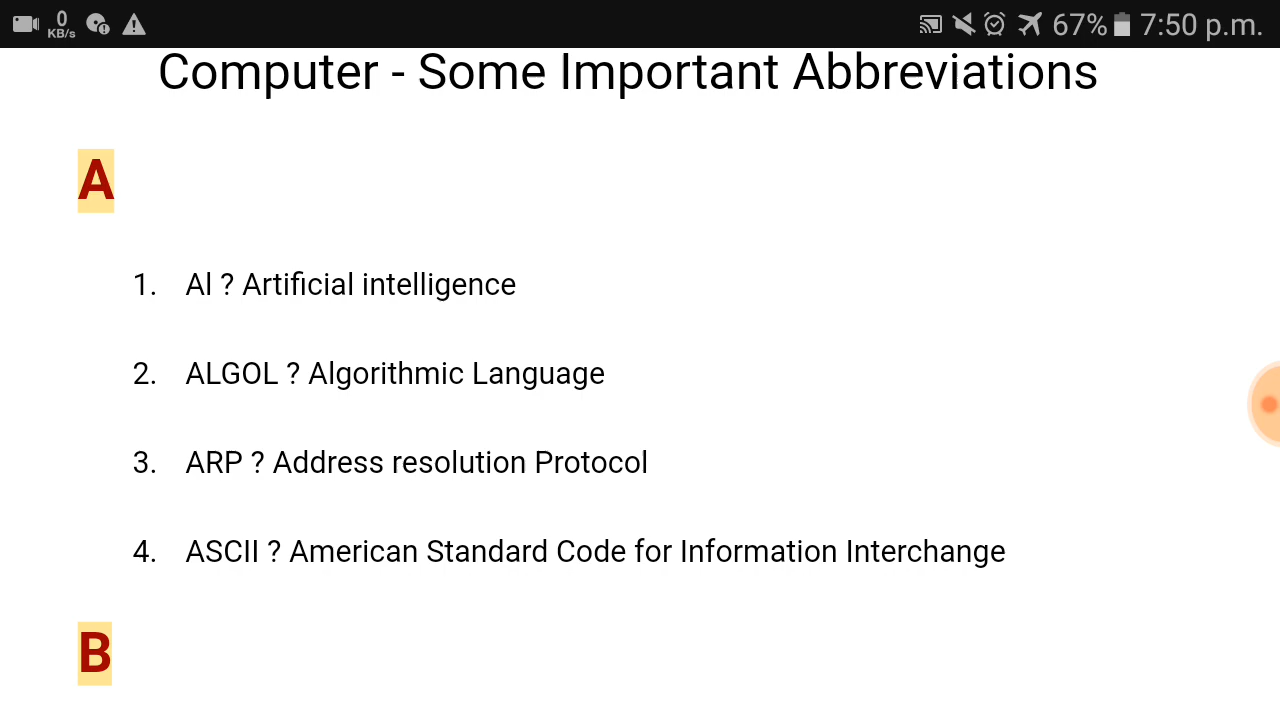 0 KB/s 67% 7:50 p.m.
Computer - Some Important Abbreviations
A
1. Al ? Artificial intelligence
2. ALGOL ? Algorithmic Language
3. ARP ? Address resolution Protocol
4. ASCII ? American Standard Code for Information Interchange
B